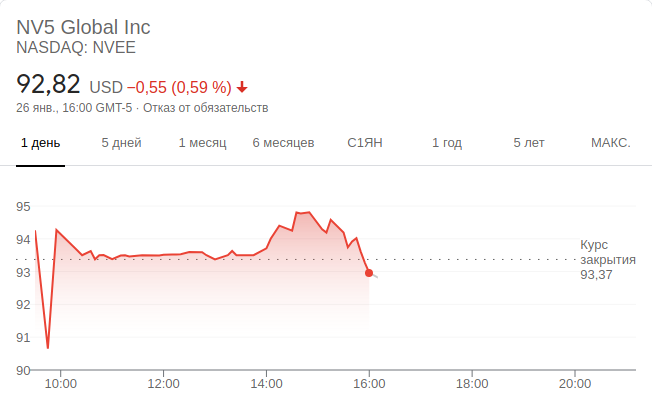 NV5 Global Inc
NASDAQ: NVEE
92,82 USD −0,55 (0,59 %)
26 янв., 16:00 GMT-5 · Отказ от обязательств
1 день 5 дней 1 месяц 6 месяцев С1ЯН 1 год 5 лет МАКС.
95
94
93
92
91
90
Курс
закрытия
93,37
10:00 12:00 14:00 16:00 18:00 20:00